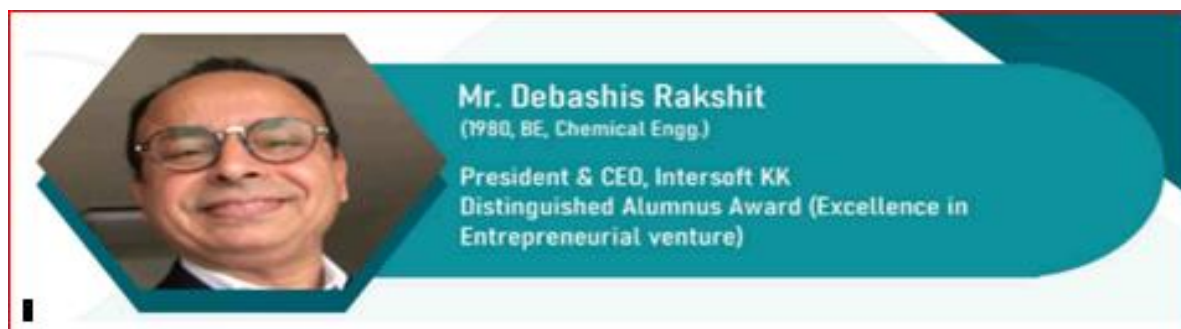 Mr. Debashis Rakshit
(1980, BE, Chemical Engg.)
President & CEO, Intersoft KK
Distinguished Alumnus Award (Excellence in
Entrepreneurial venture)